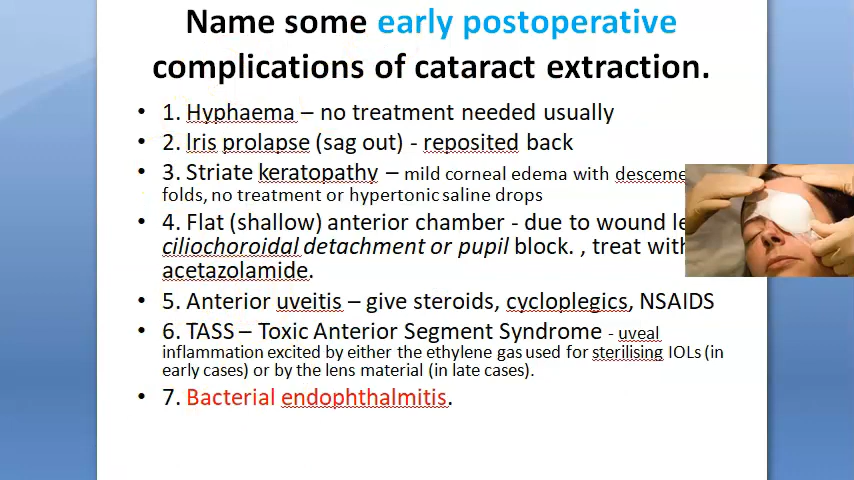 Name some early postoperative
complications of cataract extraction.
• 1. Hyphaema – no treatment needed usually
• 2. Iris prolapse (sag out) - reposited back
• 3. Striate keratopathy – mild corneal edema with
folds, no treatment or hypertonic saline drops
• 4. Flat (shallow) anterior chamber - due to wound
ciliochoroidal detachment or pupil block. , treat with
acetazolamide.
• 5. Anterior uveitis – give steroids, cycloplegics, NSAIDS
• 6. TASS – Toxic Anterior Segment Syndrome - uveal
inflammation excited by either the ethylene gas used for sterilising IOLs (in
early cases) or by the lens material (in late cases).
• 7. Bacterial endophthalmitis.